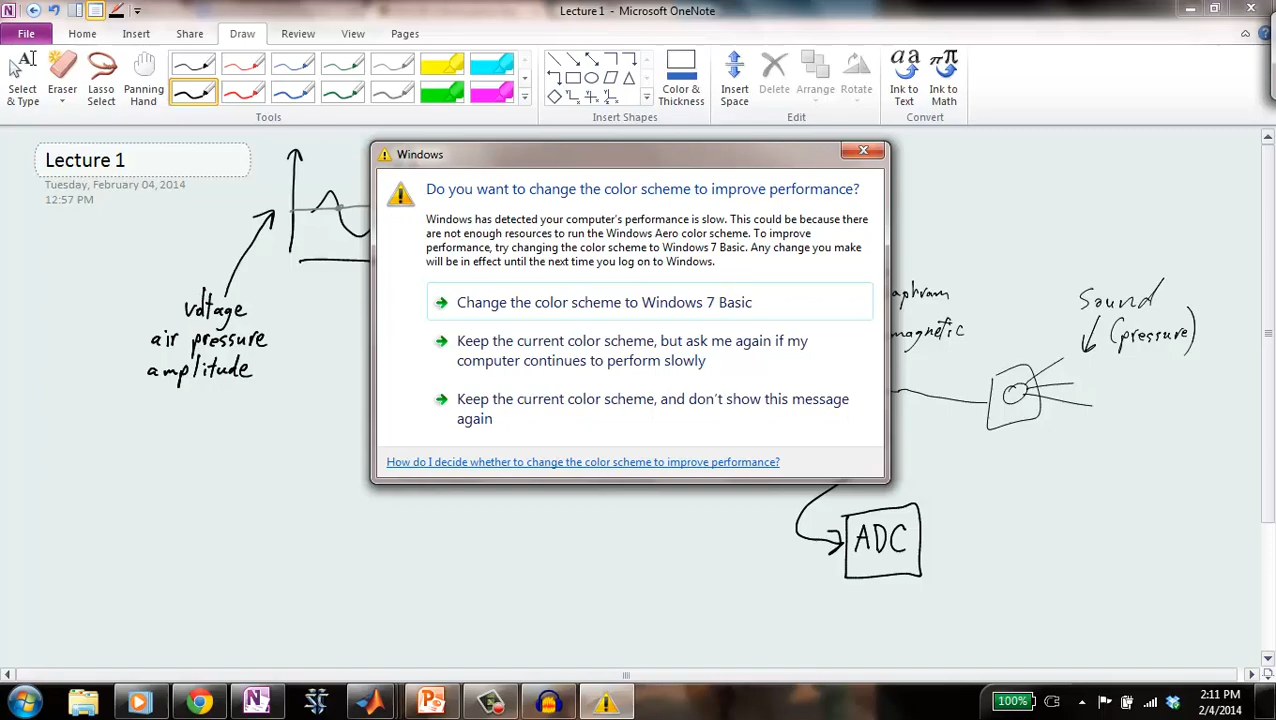 Lecture 1 - Microsoft OneNote
File Home Insert Share Draw Review View Pages
Select & Type
Eraser
Lasso Select
Panning Hand
Color & Thickness
Insert Space
Delete
Arrange
Rotate
Ink to Text
Ink to Math
Tools
Insert Shapes
Edit
Convert
Lecture 1
Tuesday, February 04, 2014
12:57 PM
voltage
air pressure
amplitude
Windows
Do you want to change the color scheme to improve performance?
Windows has detected your computer's performance is slow. This could be because there
are not enough resources to run the Windows Aero color scheme. To improve
performance, try changing the color scheme to Windows 7 Basic. Any change you make
will be in effect until the next time you log on to Windows.
Change the color scheme to Windows 7 Basic
Keep the current color scheme, but ask me again if my
computer continues to perform slowly
Keep the current color scheme, and don't show this message
again
How do I decide whether to change the color scheme to improve performance?
magnetic
Sound
(pressure)
ADC
100%
2:11 PM
2/4/2014